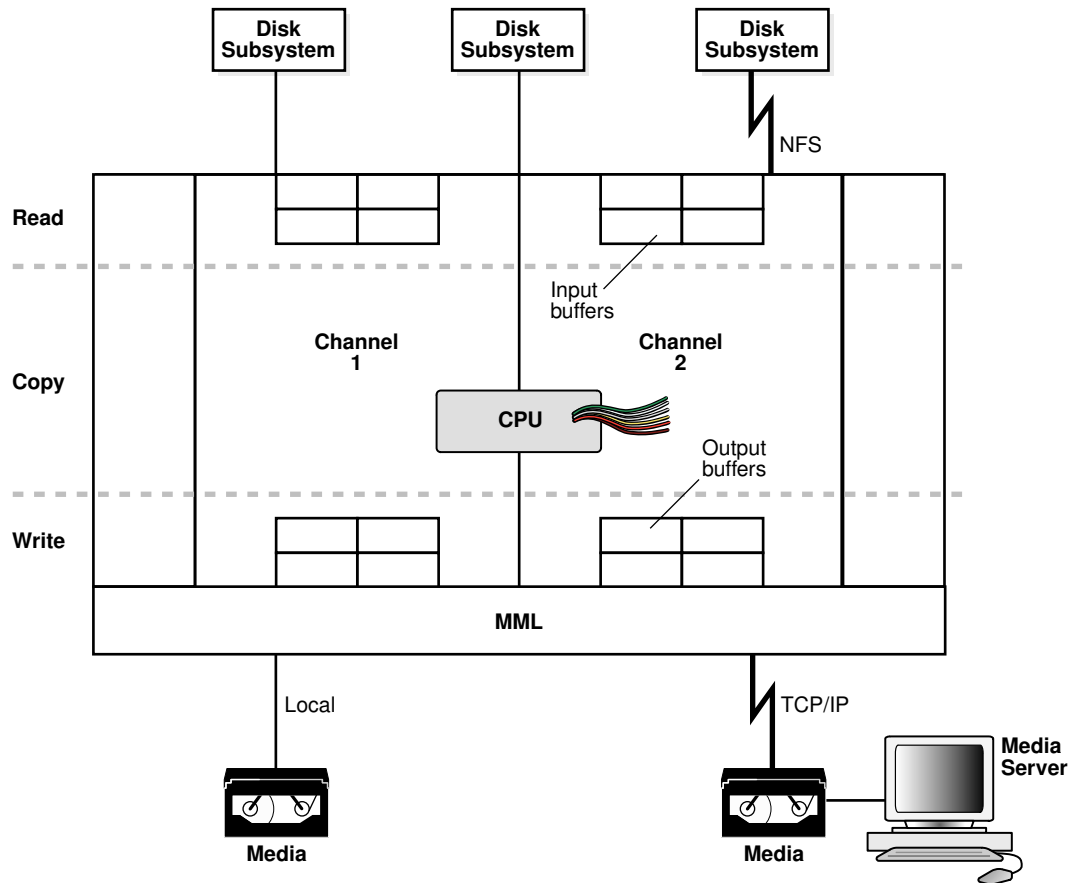 Disk
Subsystem
Disk
Subsystem
Disk
Subsystem
NFS
Read
Input
buffers
Channel
1
Channel
2
Copy
CPU
Output
buffers
Write
MML
Local
TCP/IP
Media
Server
Media
Media